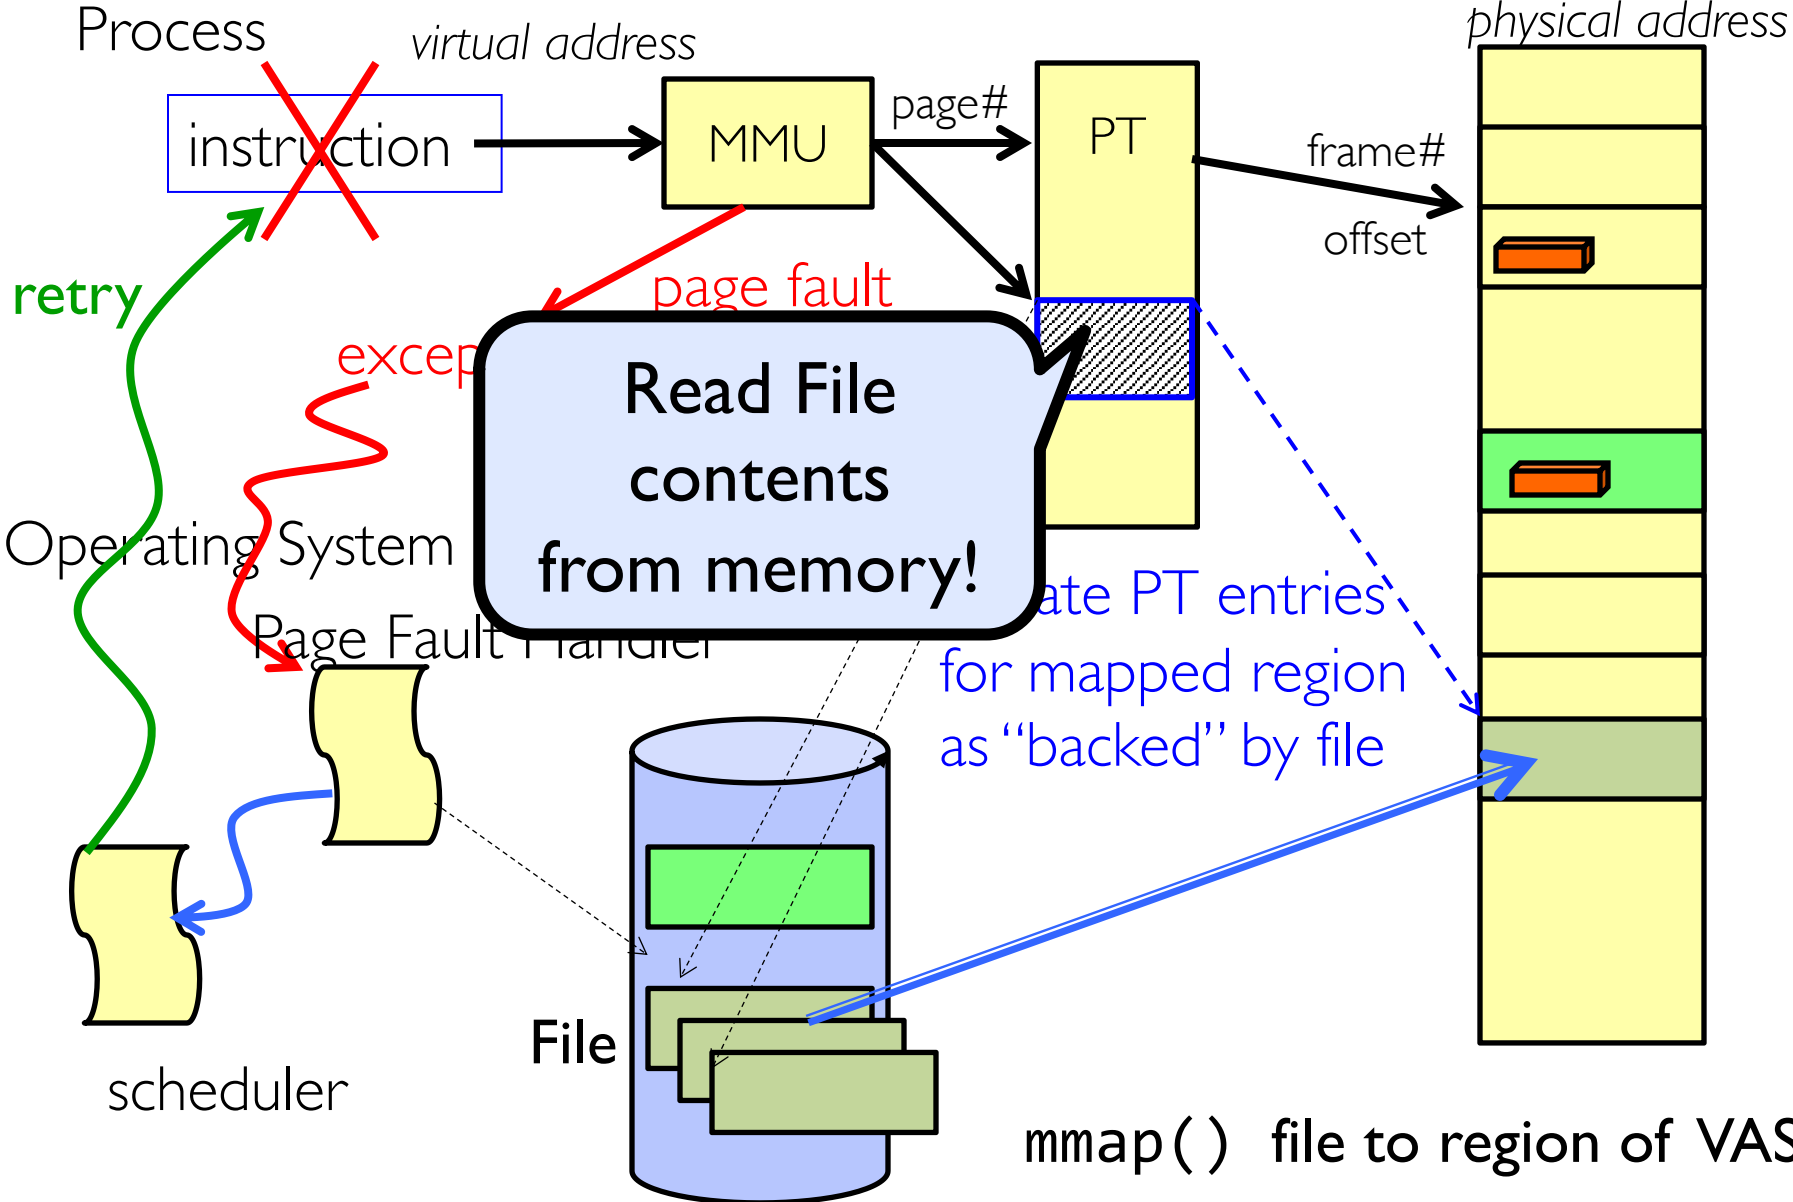 Process
virtual address
physical address
instruction
MMU
page#
PT
frame#
offset
retry
page fault
excep
Read File
contents
from memory!
Operating System
Page Fault Handler
ate PT entries
for mapped region
as “backed” by file
File
scheduler
mmap() file to region of VAS